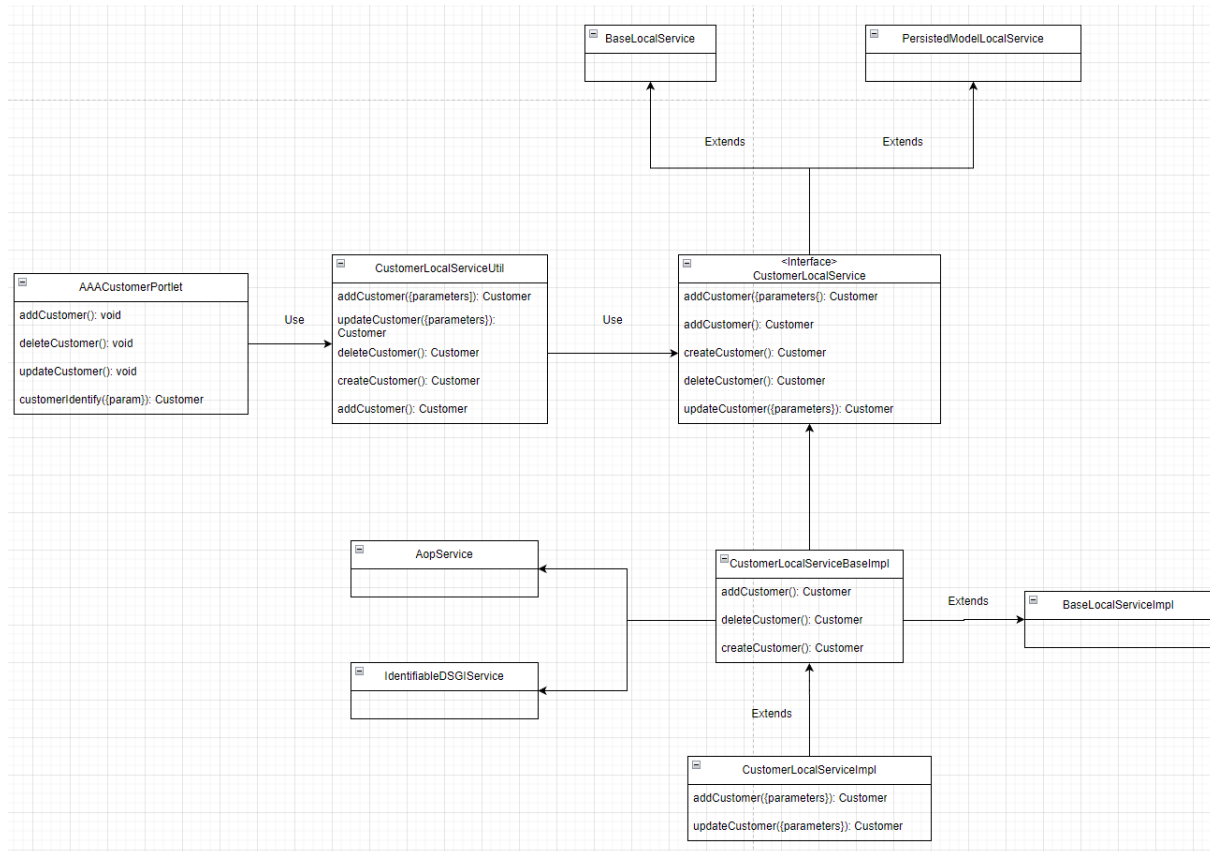 BaseLocalService
PersistedModelLocalService
Extends
Extends
AAACustomerPortlet
addCustomer(): void
deleteCustomer(): void
updateCustomer(): void
customerIdentify({param}): Customer
Use
CustomerLocalServiceUtil
addCustomer({parameters]): Customer
updateCustomer({parameters}):
Customer
deleteCustomer(): Customer
createCustomer(): Customer
addCustomer(): Customer
Use
<Interface>
CustomerLocalService
addCustomer({parameters{): Customer
addCustomer(): Customer
createCustomer(): Customer
deleteCustomer(): Customer
updateCustomer({parameters}): Customer
AopService
IdentifiableDSGIService
CustomerLocalServiceBaseImpl
addCustomer(): Customer
deleteCustomer(): Customer
createCustomer(): Customer
Extends
BaseLocalServiceImpl
Extends
CustomerLocalServiceImpl
addCustomer({parameters}): Customer
updateCustomer({parameters}): Customer